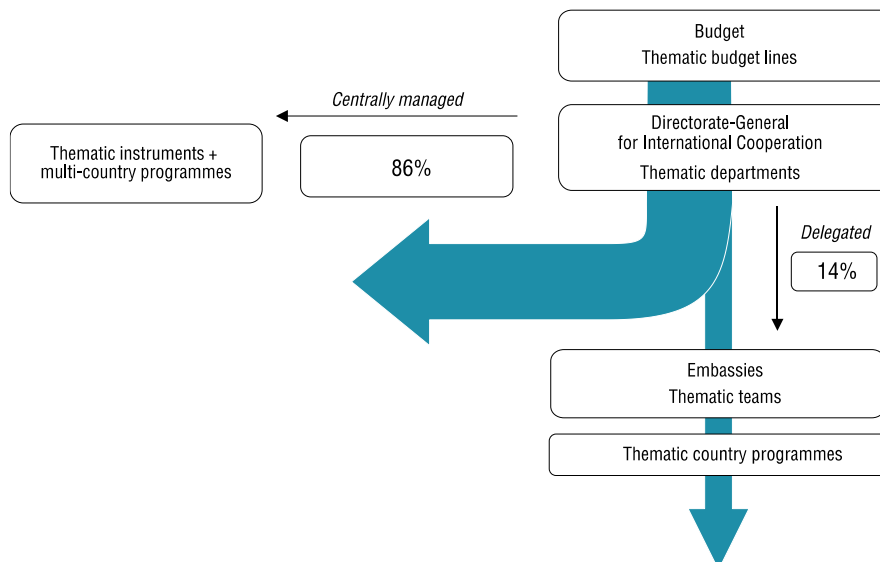 Budget
Thematic budget lines
Centrally managed
Directorate-General
for International Cooperation
Thematic departments
Thematic instruments +
multi-country programmes
86%
Delegated
14%
Embassies
Thematic teams
Thematic country programmes